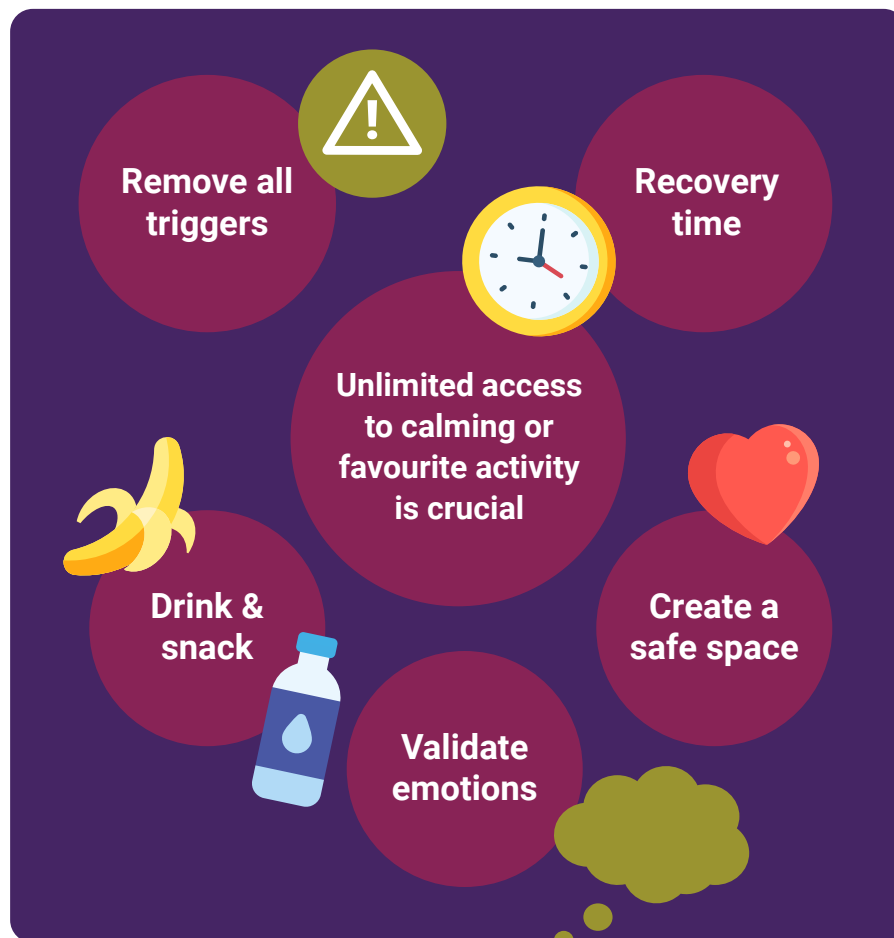 Remove all
triggers
Recovery
time
Unlimited access
to calming or
favourite activity
is crucial
Drink &
snack
Create a
safe space
Validate
emotions